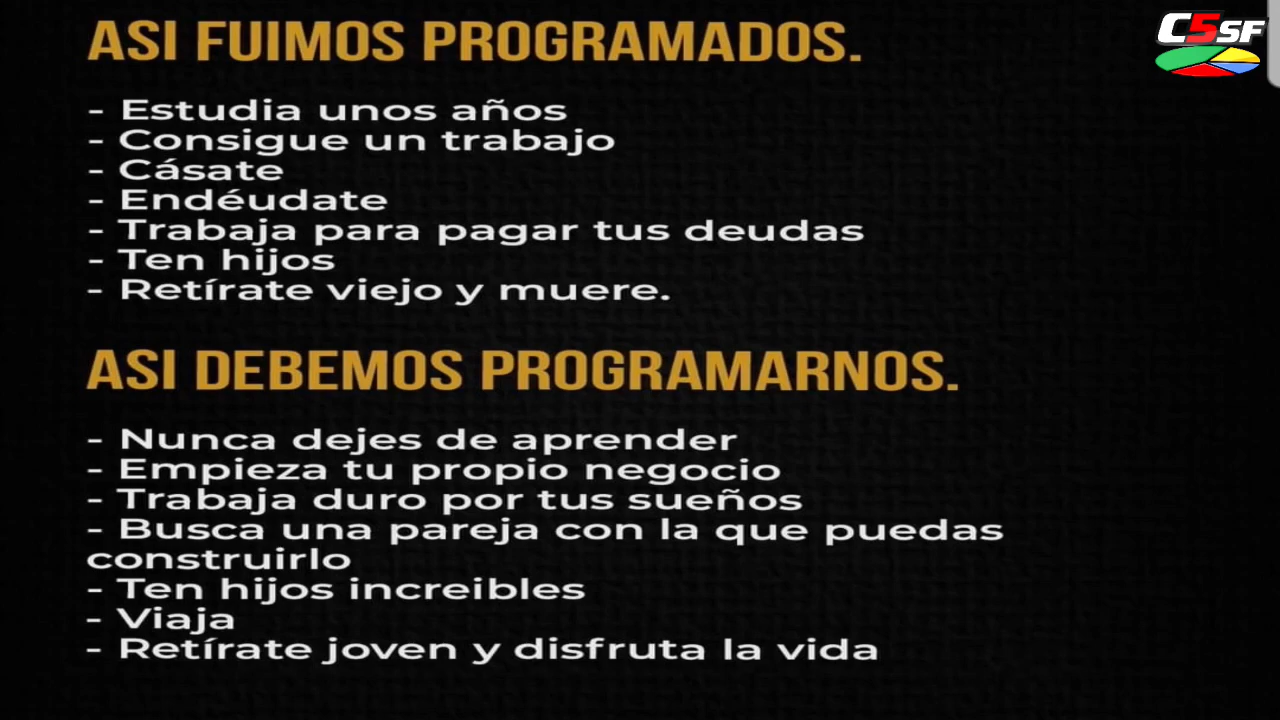 ASI FUIMOS PROGRAMADOS.
- Estudia unos años
- Consigue un trabajo
- Cásate
- Endéudate
- Trabaja para pagar tus deudas
- Ten hijos
- Retírate viejo y muere.
ASI DEBEMOS PROGRAMARNOS.
- Nunca dejes de aprender
- Empieza tu propio negocio
- Trabaja duro por tus sueños
- Busca una pareja con la que puedas
construirlo
- Ten hijos increibles
- Viaja
- Retírate joven y disfruta la vida
C5SF